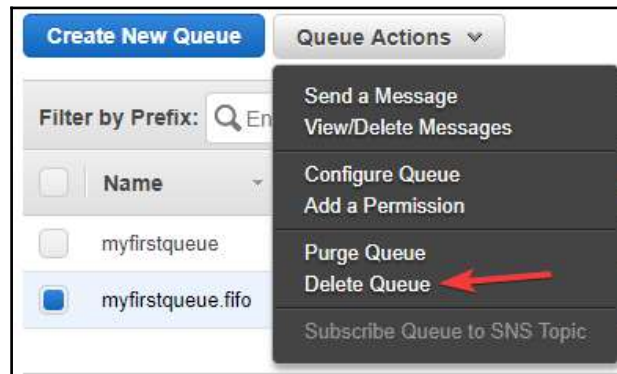 Create New Queue
Queue Actions
Filter by Prefix: En
Name
myfirstqueue
myfirstqueue.fifo
Send a Message
View/Delete Messages
Configure Queue
Add a Permission
Purge Queue
Delete Queue
Subscribe Queue to SNS Topic